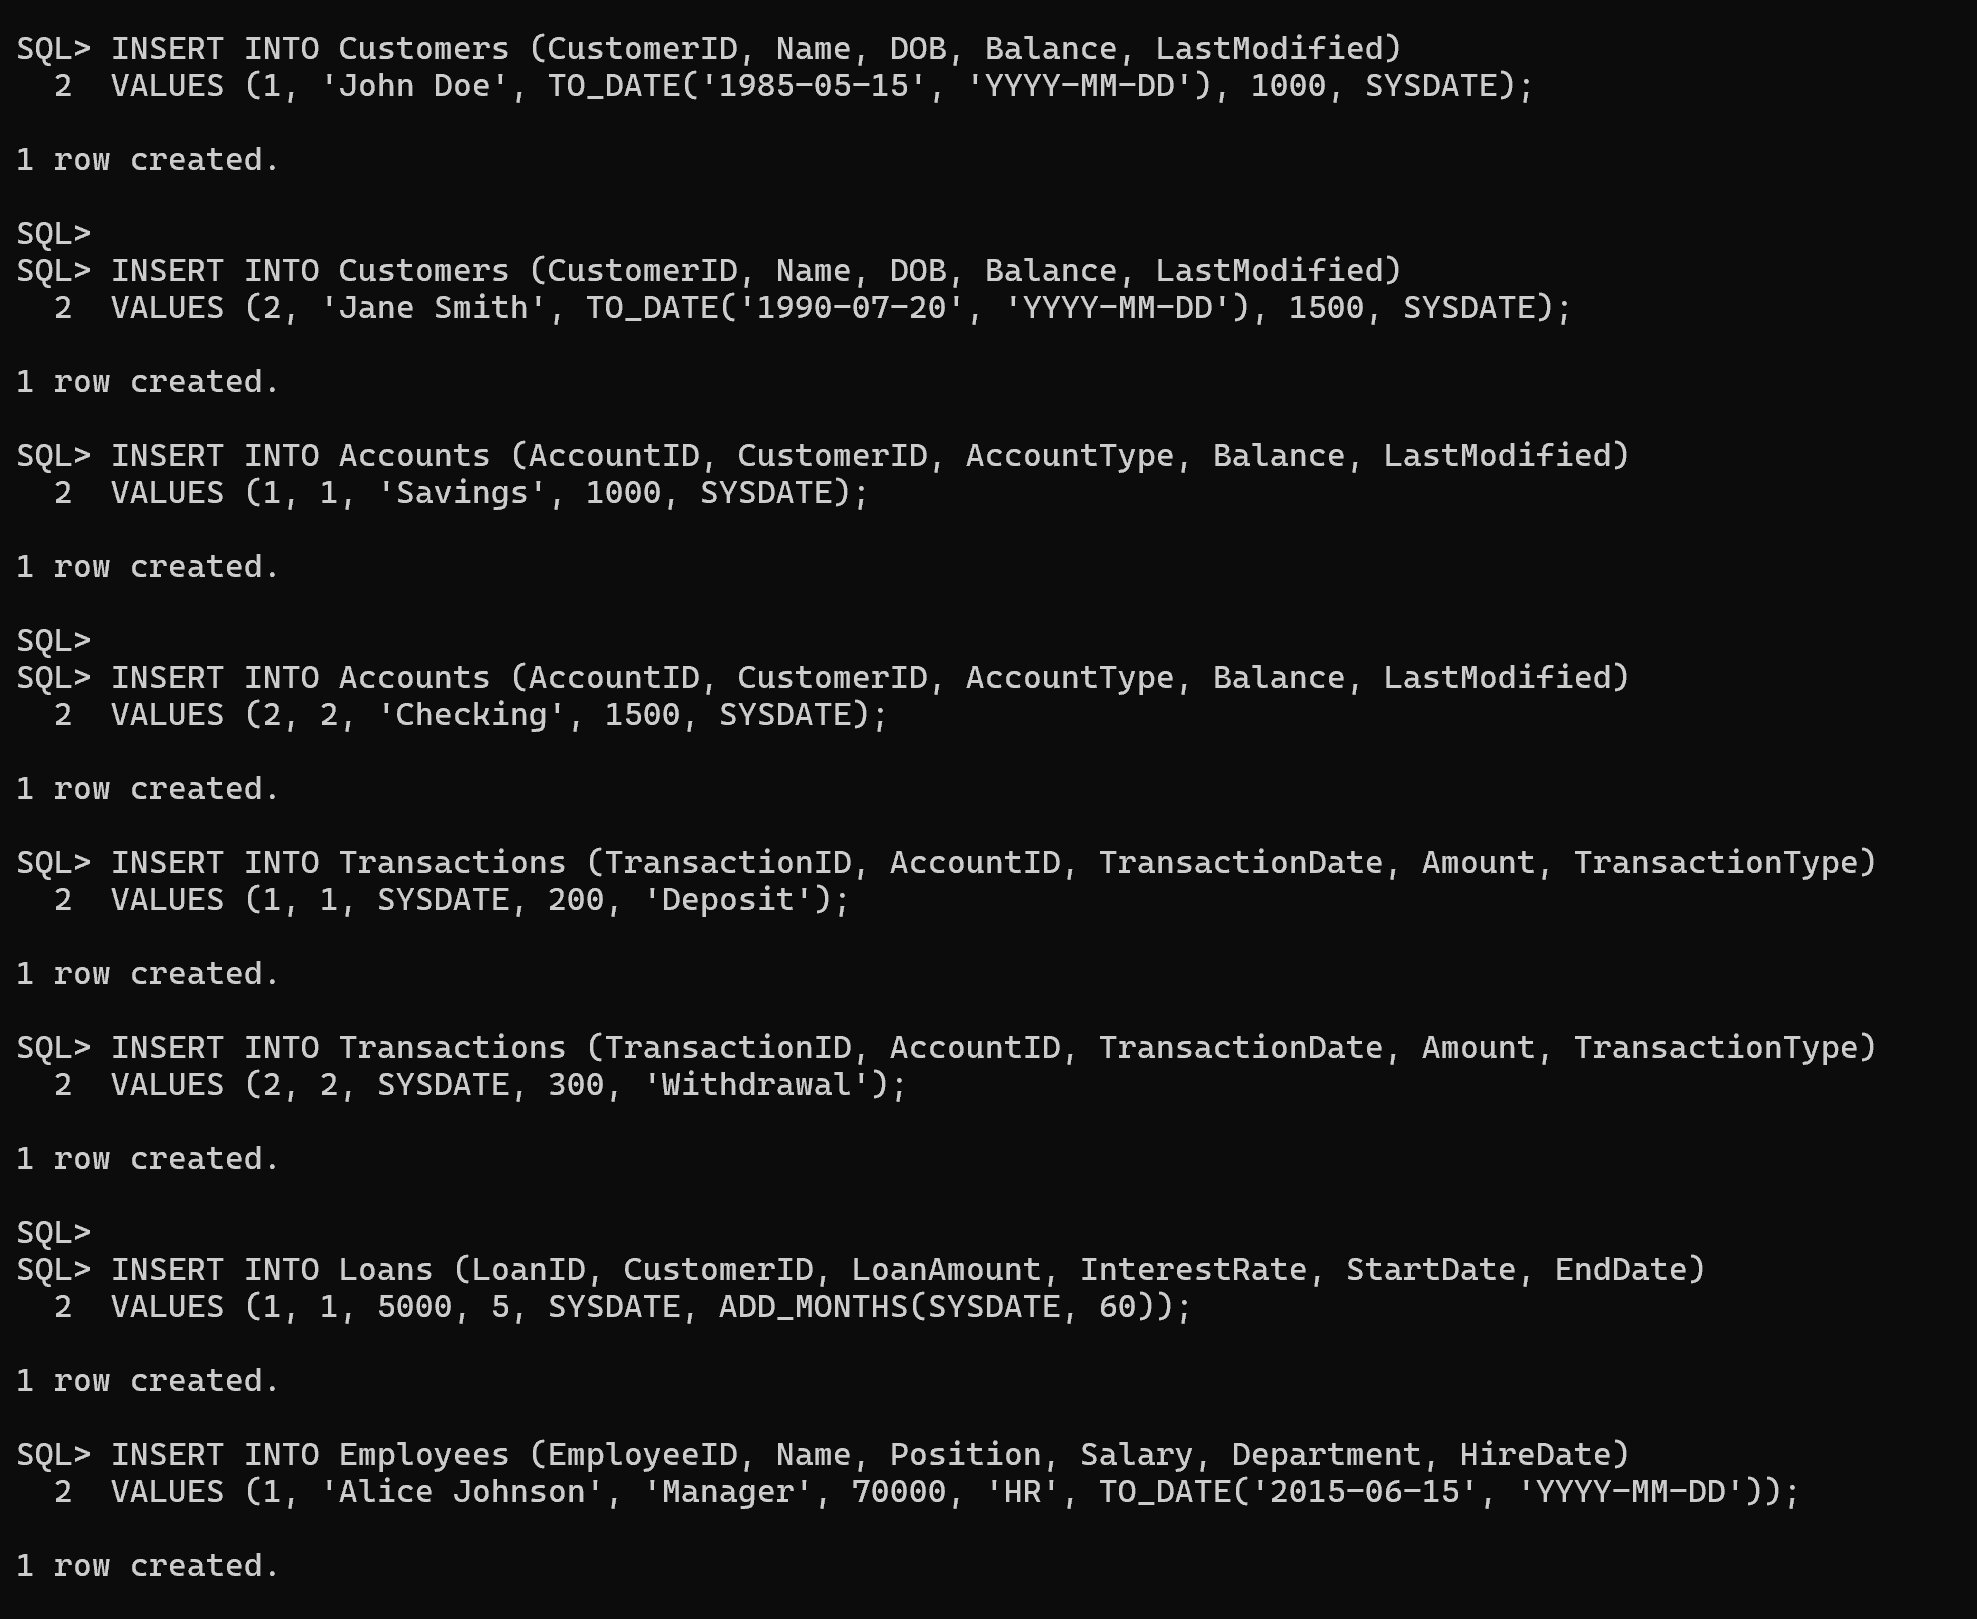 SQL> INSERT INTO Customers (CustomerID, Name, DOB, Balance, LastModified)
  2  VALUES (1, 'John Doe', TO_DATE('1985-05-15', 'YYYY-MM-DD'), 1000, SYSDATE);
1 row created.
SQL>
SQL> INSERT INTO Customers (CustomerID, Name, DOB, Balance, LastModified)
  2  VALUES (2, 'Jane Smith', TO_DATE('1990-07-20', 'YYYY-MM-DD'), 1500, SYSDATE);
1 row created.
SQL> INSERT INTO Accounts (AccountID, CustomerID, AccountType, Balance, LastModified)
  2  VALUES (1, 1, 'Savings', 1000, SYSDATE);
1 row created.
SQL>
SQL> INSERT INTO Accounts (AccountID, CustomerID, AccountType, Balance, LastModified)
  2  VALUES (2, 2, 'Checking', 1500, SYSDATE);
1 row created.
SQL> INSERT INTO Transactions (TransactionID, AccountID, TransactionDate, Amount, TransactionType)
  2  VALUES (1, 1, SYSDATE, 200, 'Deposit');
1 row created.
SQL> INSERT INTO Transactions (TransactionID, AccountID, TransactionDate, Amount, TransactionType)
  2  VALUES (2, 2, SYSDATE, 300, 'Withdrawal');
1 row created.
SQL>
SQL> INSERT INTO Loans (LoanID, CustomerID, LoanAmount, InterestRate, StartDate, EndDate)
  2  VALUES (1, 1, 5000, 5, SYSDATE, ADD_MONTHS(SYSDATE, 60));
1 row created.
SQL> INSERT INTO Employees (EmployeeID, Name, Position, Salary, Department, HireDate)
  2  VALUES (1, 'Alice Johnson', 'Manager', 70000, 'HR', TO_DATE('2015-06-15', 'YYYY-MM-DD'));
1 row created.